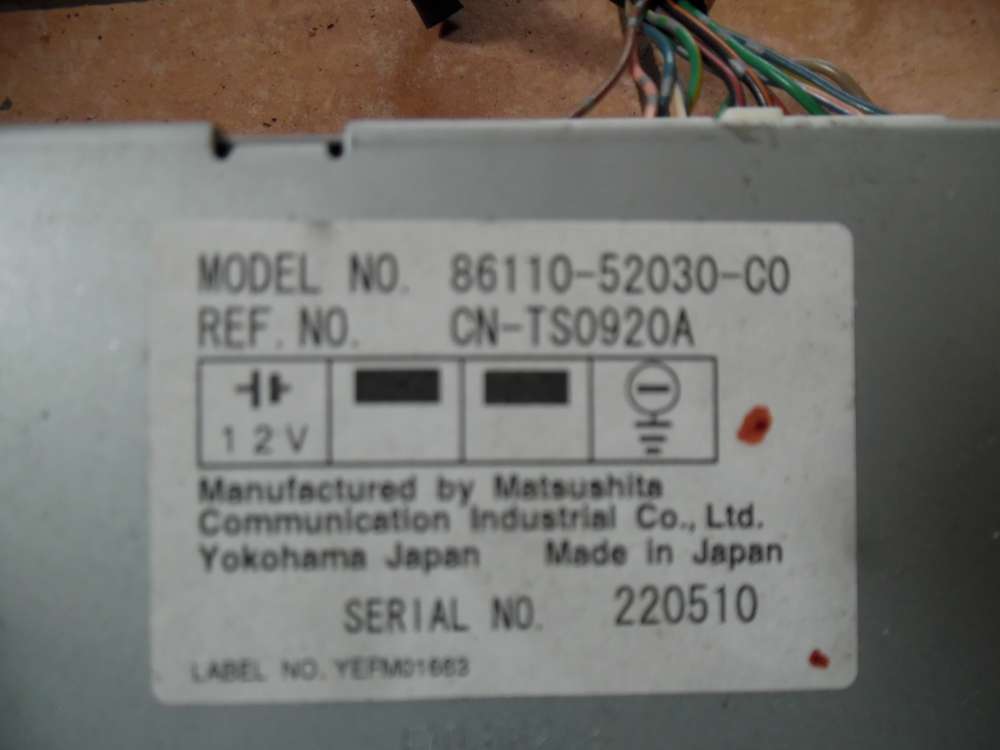 MODEL NO. 86110-52030-C0
REF. NO. CN-TS0920A
12V
Manufactured by Matsushita
Communication Industrial Co., Ltd.
Yokohama Japan Made in Japan
SERIAL NO. 220510
LABEL NO. YEFM01663